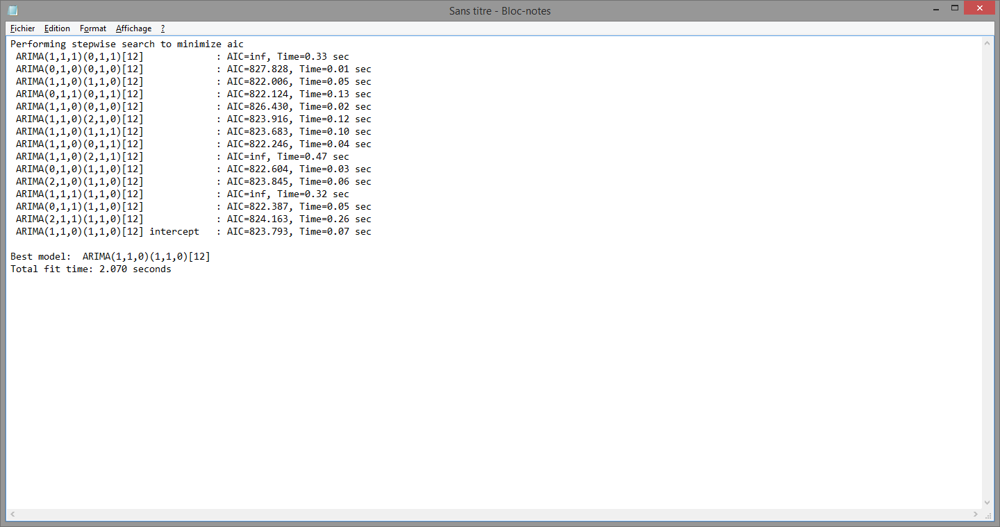 Sans titre - Bloc-notes
Fichier Edition Format Affichage ?
Performing stepwise search to minimize aic
ARIMA(1,1,1)(0,1,1)[12] : AIC=inf, Time=0.33 sec
ARIMA(0,1,0)(0,1,0)[12] : AIC=827.828, Time=0.01 sec
ARIMA(1,1,0)(1,1,0)[12] : AIC=822.006, Time=0.05 sec
ARIMA(0,1,1)(0,1,1)[12] : AIC=822.124, Time=0.13 sec
ARIMA(1,1,0)(0,1,0)[12] : AIC=826.430, Time=0.02 sec
ARIMA(1,1,0)(2,1,0)[12] : AIC=823.916, Time=0.12 sec
ARIMA(1,1,0)(1,1,1)[12] : AIC=823.683, Time=0.10 sec
ARIMA(1,1,0)(0,1,1)[12] : AIC=822.246, Time=0.04 sec
ARIMA(1,1,0)(2,1,1)[12] : AIC=inf, Time=0.47 sec
ARIMA(0,1,0)(1,1,0)[12] : AIC=822.604, Time=0.03 sec
ARIMA(2,1,0)(1,1,0)[12] : AIC=823.845, Time=0.06 sec
ARIMA(1,1,1)(1,1,0)[12] : AIC=inf, Time=0.32 sec
ARIMA(0,1,1)(1,1,0)[12] : AIC=822.387, Time=0.05 sec
ARIMA(2,1,1)(1,1,0)[12] : AIC=824.163, Time=0.26 sec
ARIMA(1,1,0)(1,1,0)[12] intercept : AIC=823.793, Time=0.07 sec
Best model: ARIMA(1,1,0)(1,1,0)[12]
Total fit time: 2.070 seconds